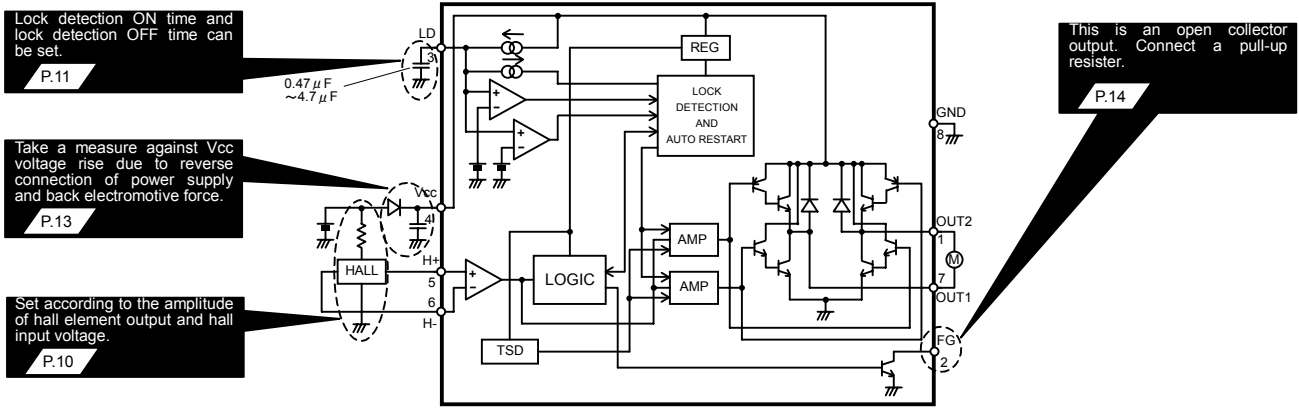 Lock detection ON time and
lock detection OFF time can
be set.
P.11
LD
3
0.47μF
~4.7μF
Take a measure against Vcc
voltage rise due to reverse
connection of power supply
and back electromotive force.
P.13
Vcc
4
Set according to the amplitude
of hall element output and hall
input voltage.
P.10
HALL
H+
5
6
H-
+
-
+
-
+
-
REG
LOCK
DETECTION
AND
AUTO RESTART
LOGIC
TSD
AMP
AMP
GND
8
OUT2
1
M
7
OUT1
FG
2
This is an open collector
output. Connect a pull-up
resister.
P.14